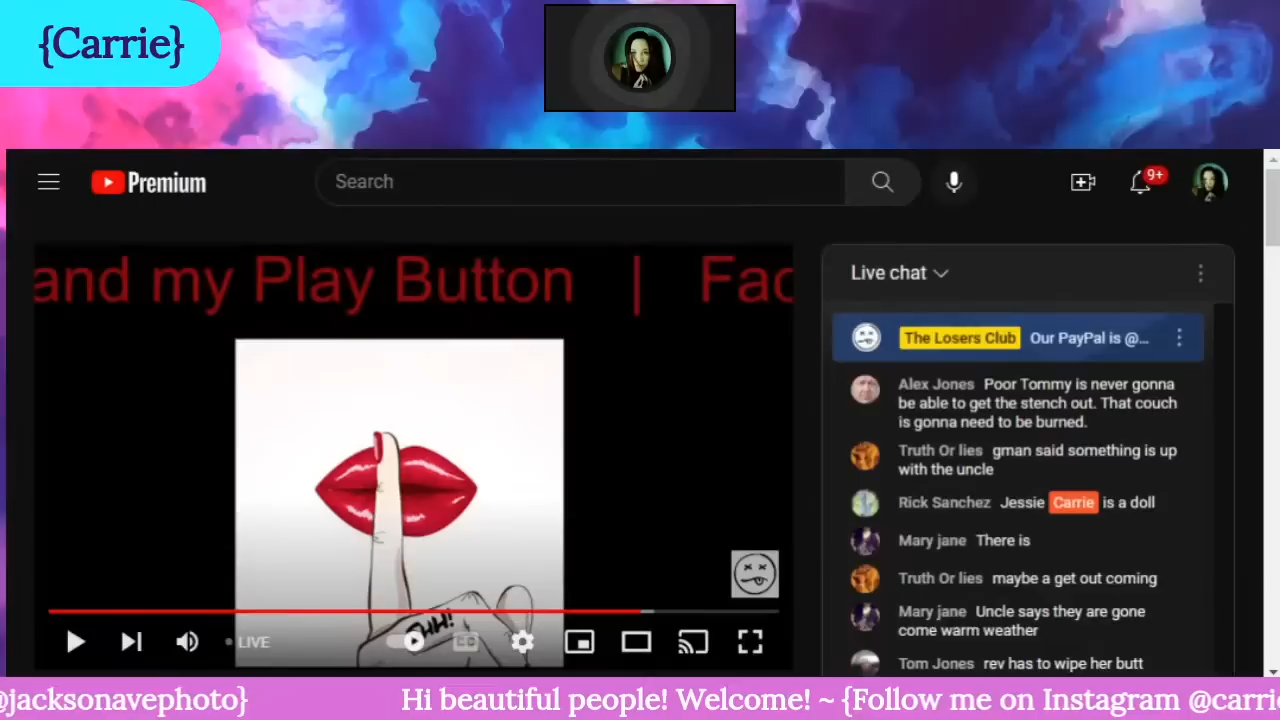 {Carrie}
Premium
Search
9+
and my Play Button | Fac
Live chat
The Losers Club Our PayPal is @...
Alex Jones Poor Tommy is never gonna
be able to get the stench out. That couch
is gonna need to be burned.
Truth Or lies gman said something is up
with the uncle
Rick Sanchez Jessie Carrie is a doll
Mary jane There is
Truth Or lies maybe a get out coming
Mary jane Uncle says they are gone
come warm weather
Tom Jones rev has to wipe her butt
SHH!
LIVE
CC
@jacksonavephoto} Hi beautiful people! Welcome! ~ {Follow me on Instagram @carrie